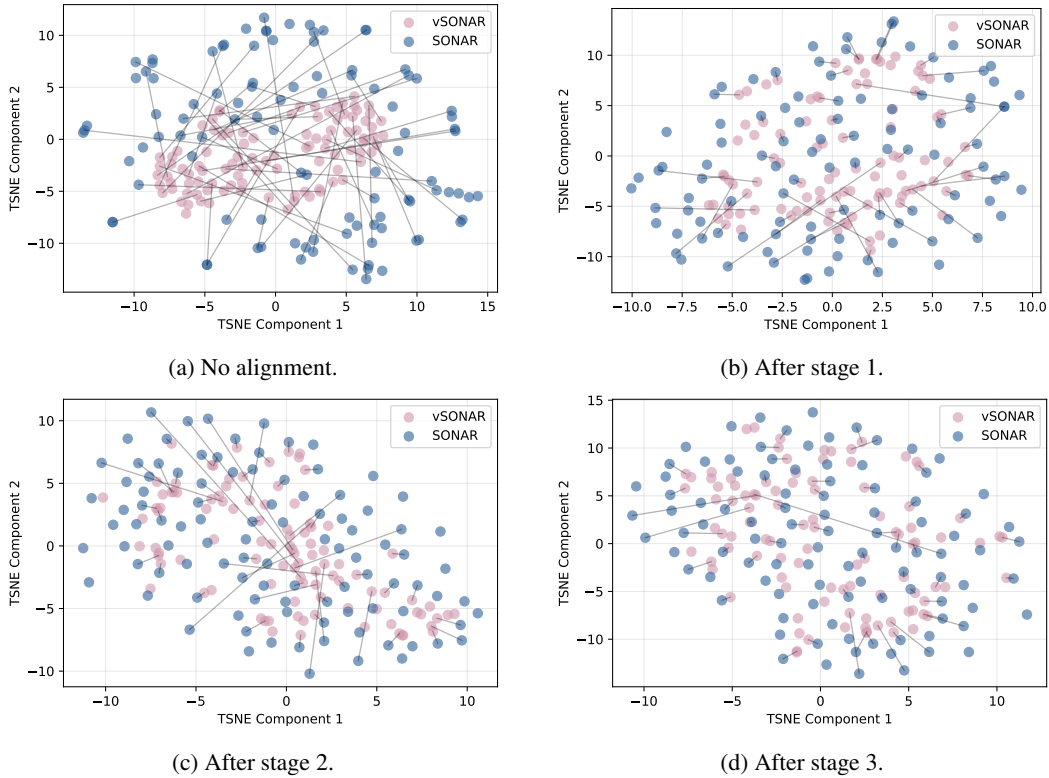 vSONAR
SONAR
10
5
0
−5
−10
TSNE Component 2
−10
−5
0
5
10
15
TSNE Component 1
(a) No alignment.
vSONAR
SONAR
10
5
0
−5
−10
TSNE Component 2
−10.0
−7.5
−5.0
−2.5
0.0
2.5
5.0
7.5
10.0
TSNE Component 1
(b) After stage 1.
vSONAR
SONAR
10
5
0
−5
−10
TSNE Component 2
−10
−5
0
5
10
TSNE Component 1
(c) After stage 2.
vSONAR
SONAR
15
10
5
0
−5
−10
TSNE Component 2
−10
−5
0
5
10
TSNE Component 1
(d) After stage 3.